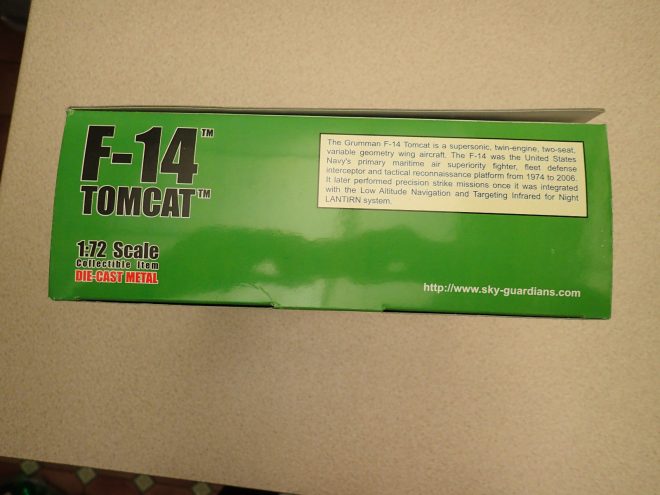 F-14™
TOMCAT™
1:72 Scale
Collectible Item
DIE-CAST METAL
The Grumman F-14 Tomcat is a supersonic, twin-engine, two-seat,
variable geometry wing aircraft. The F-14 was the United States
Navy's primary maritime air superiority fighter, fleet defense
interceptor and tactical reconnaissance platform from 1974 to 2006.
It later performed precision strike missions once it was integrated
with the Low Altitude Navigation and Targeting Infrared for Night
LANTIRN system.
http://www.sky-guardians.com